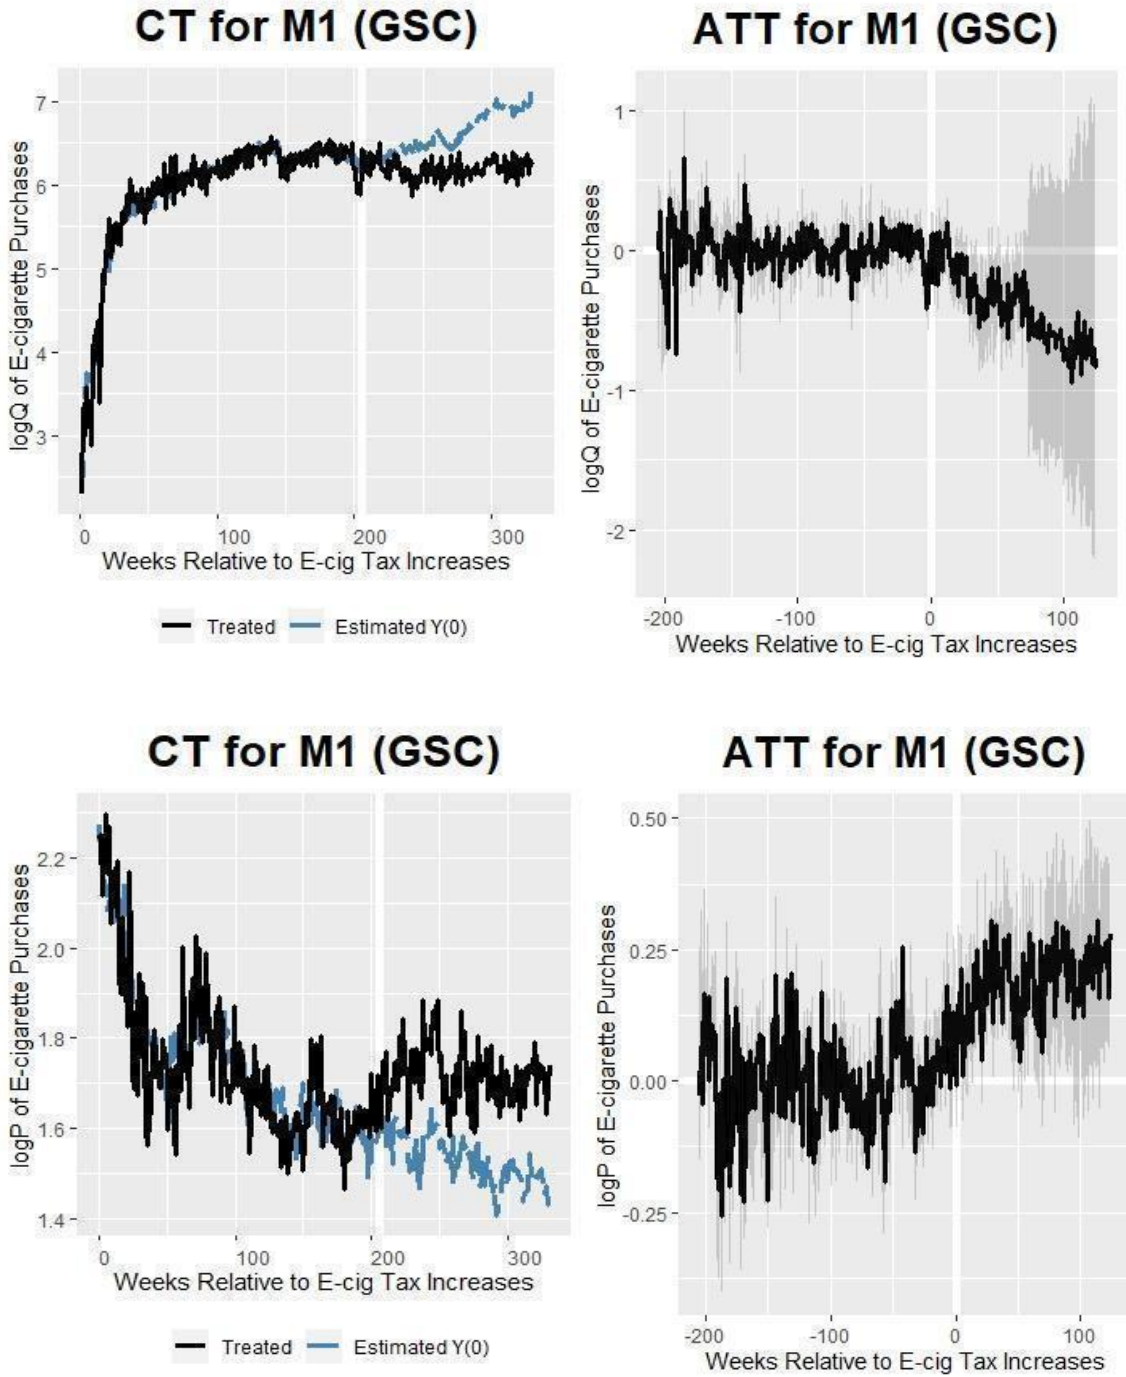 CT for M1 (GSC)
logQ of E-cigarette Purchases
7
6
5
4
3
0 100 200 300
Weeks Relative to E-cig Tax Increases
Treated Estimated Y(0)
ATT for M1 (GSC)
logQ of E-cigarette Purchases
1
0
-1
-2
-200 -100 0 100
Weeks Relative to E-cig Tax Increases
CT for M1 (GSC)
logP of E-cigarette Purchases
2.2
2.0
1.8
1.6
1.4
0 100 200 300
Weeks Relative to E-cig Tax Increases
Treated Estimated Y(0)
ATT for M1 (GSC)
logP of E-cigarette Purchases
0.50
0.25
0.00
-0.25
-200 -100 0 100
Weeks Relative to E-cig Tax Increases